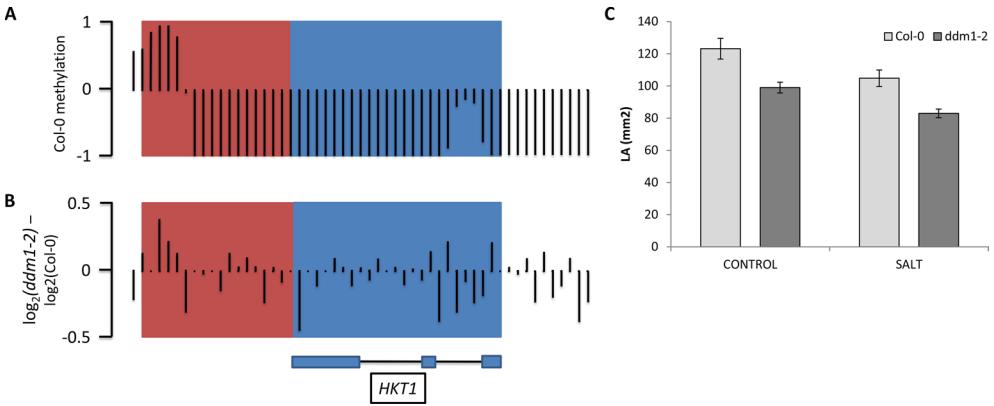 A
Col-0 methylation
1
0
-1
B
log2(ddm1-2) –
log2(Col-0)
0.5
0
-0.5
HKT1
C
Col-0 ddm1-2
LA (mm2)
140
120
100
80
60
40
20
0
CONTROL SALT